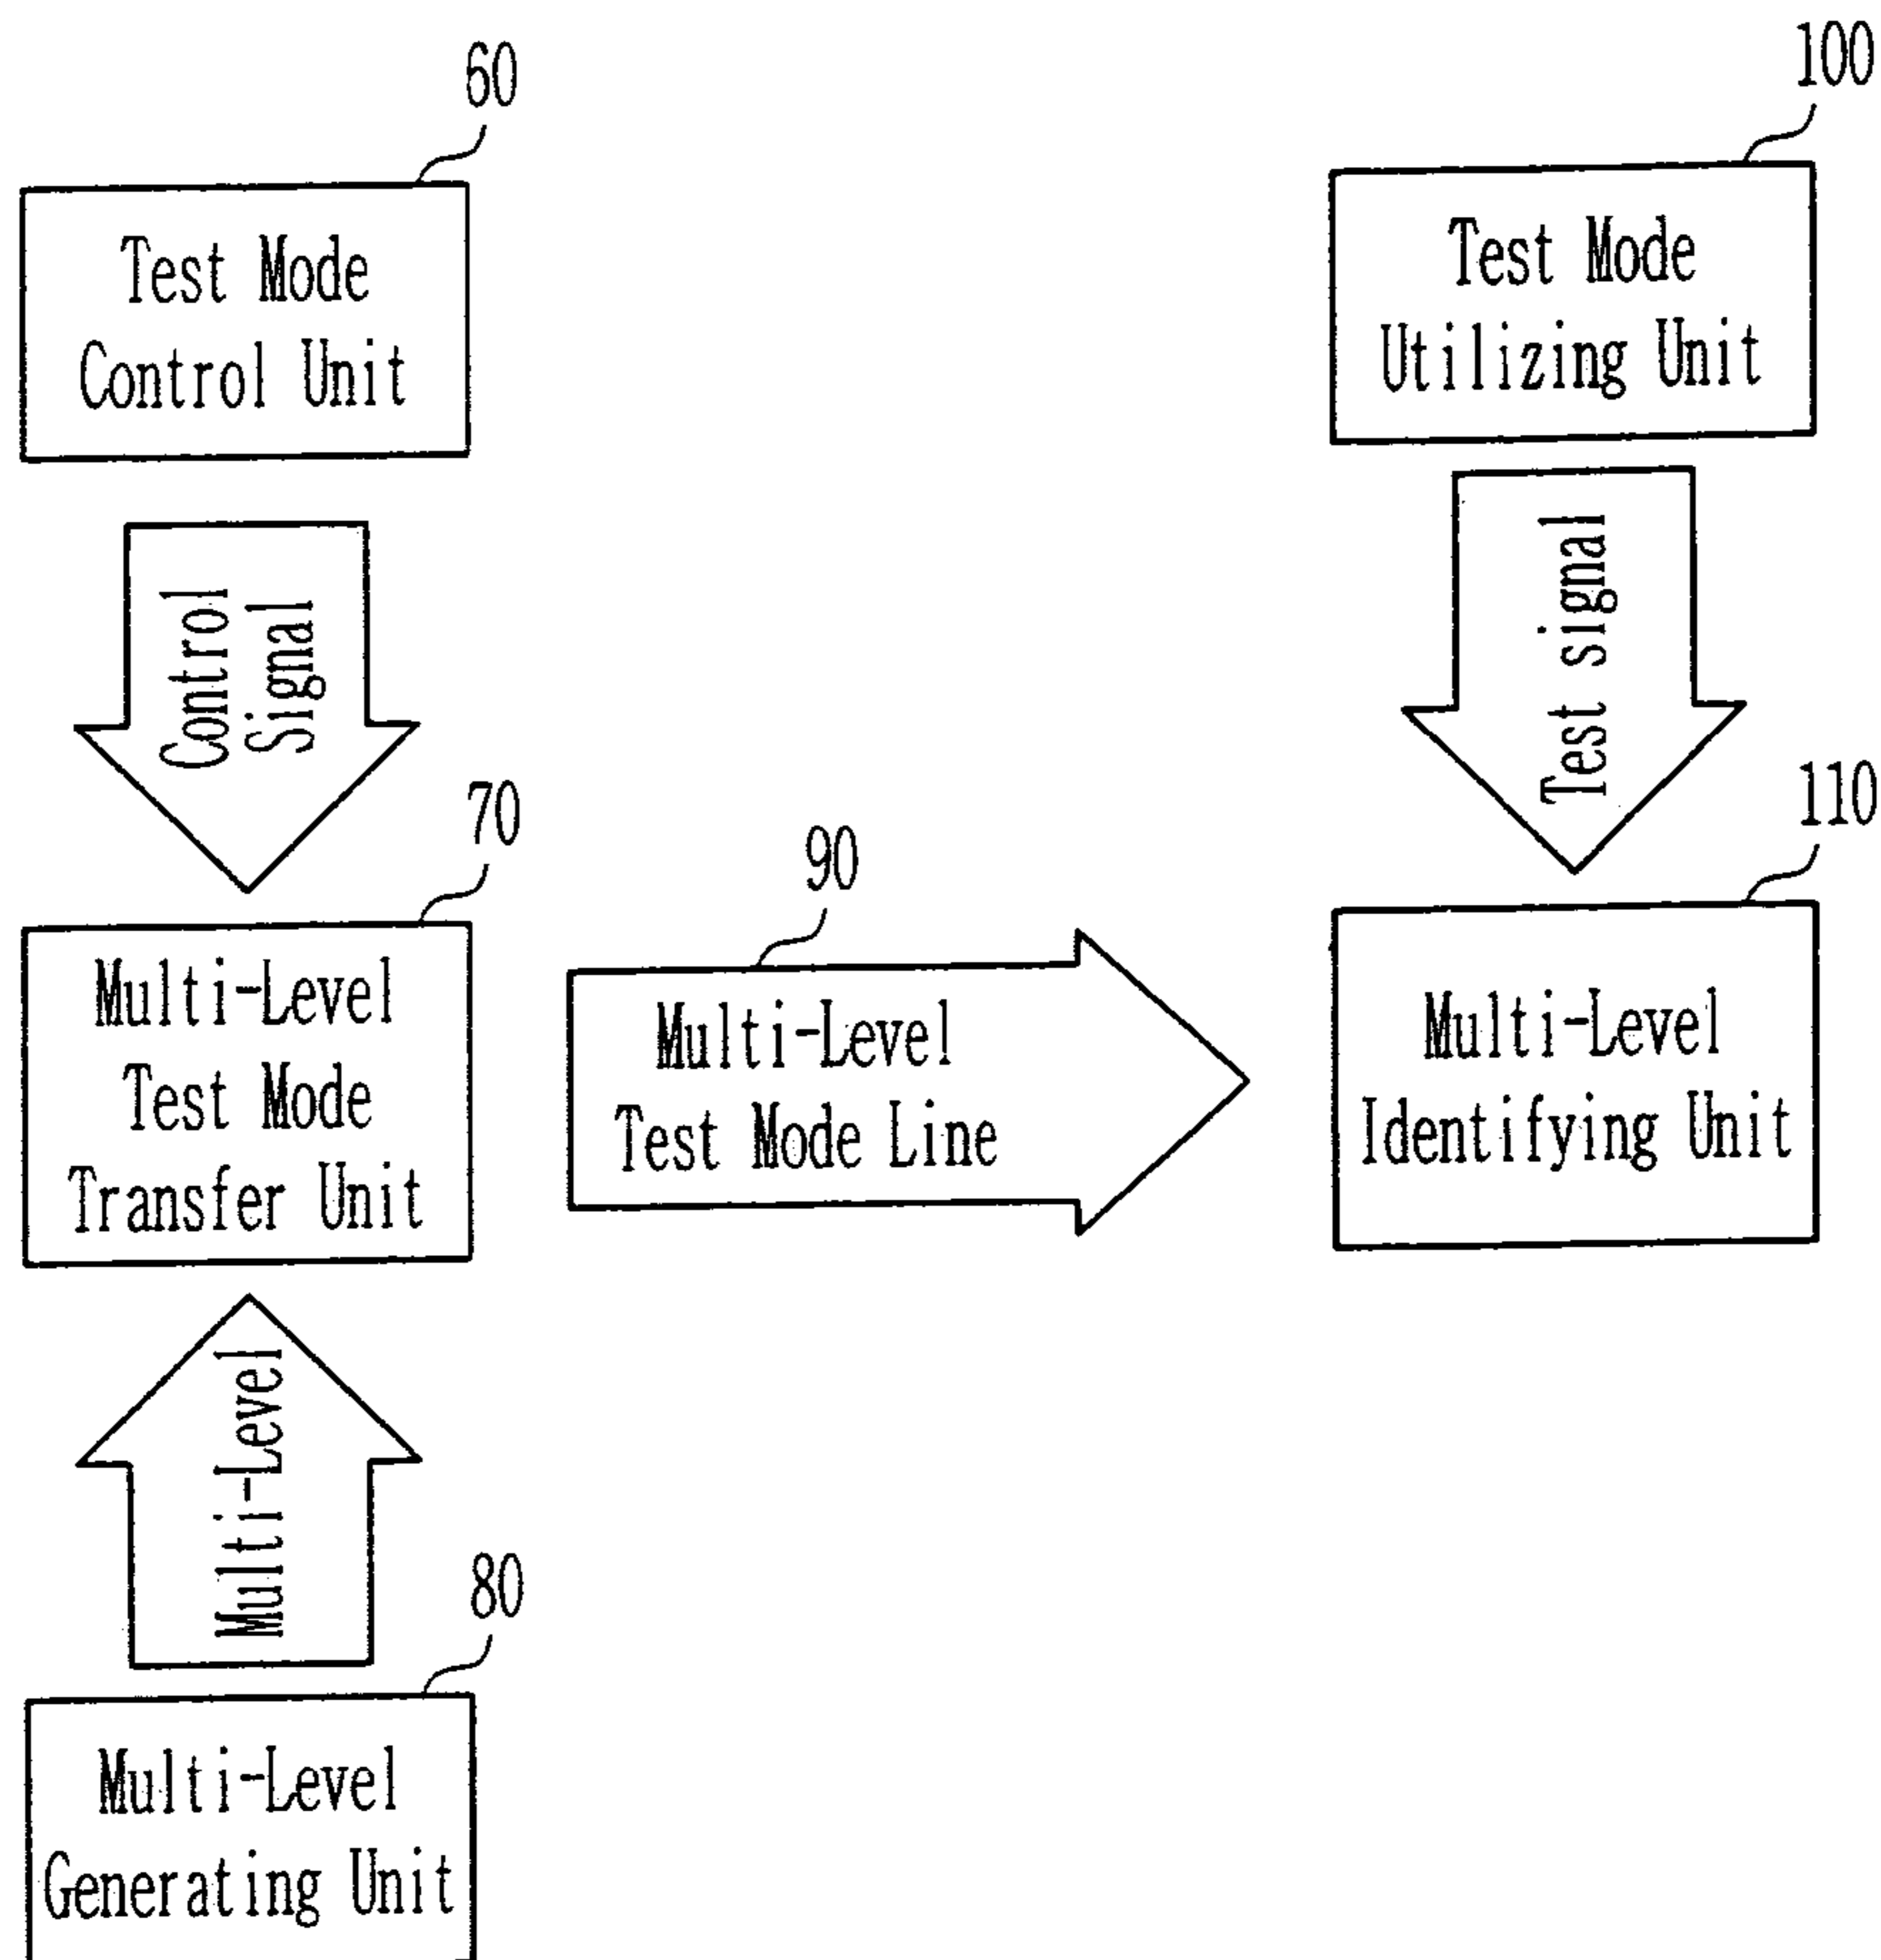 60
Test Mode
Control Unit
100
Test Mode
Utilizing Unit
Control
Signal
Test signal
70
Multi-Level
Test Mode
Transfer Unit
90
Multi-Level
Test Mode Line
110
Multi-Level
Identifying Unit
Multi-Level
80
Multi-Level
Generating Unit